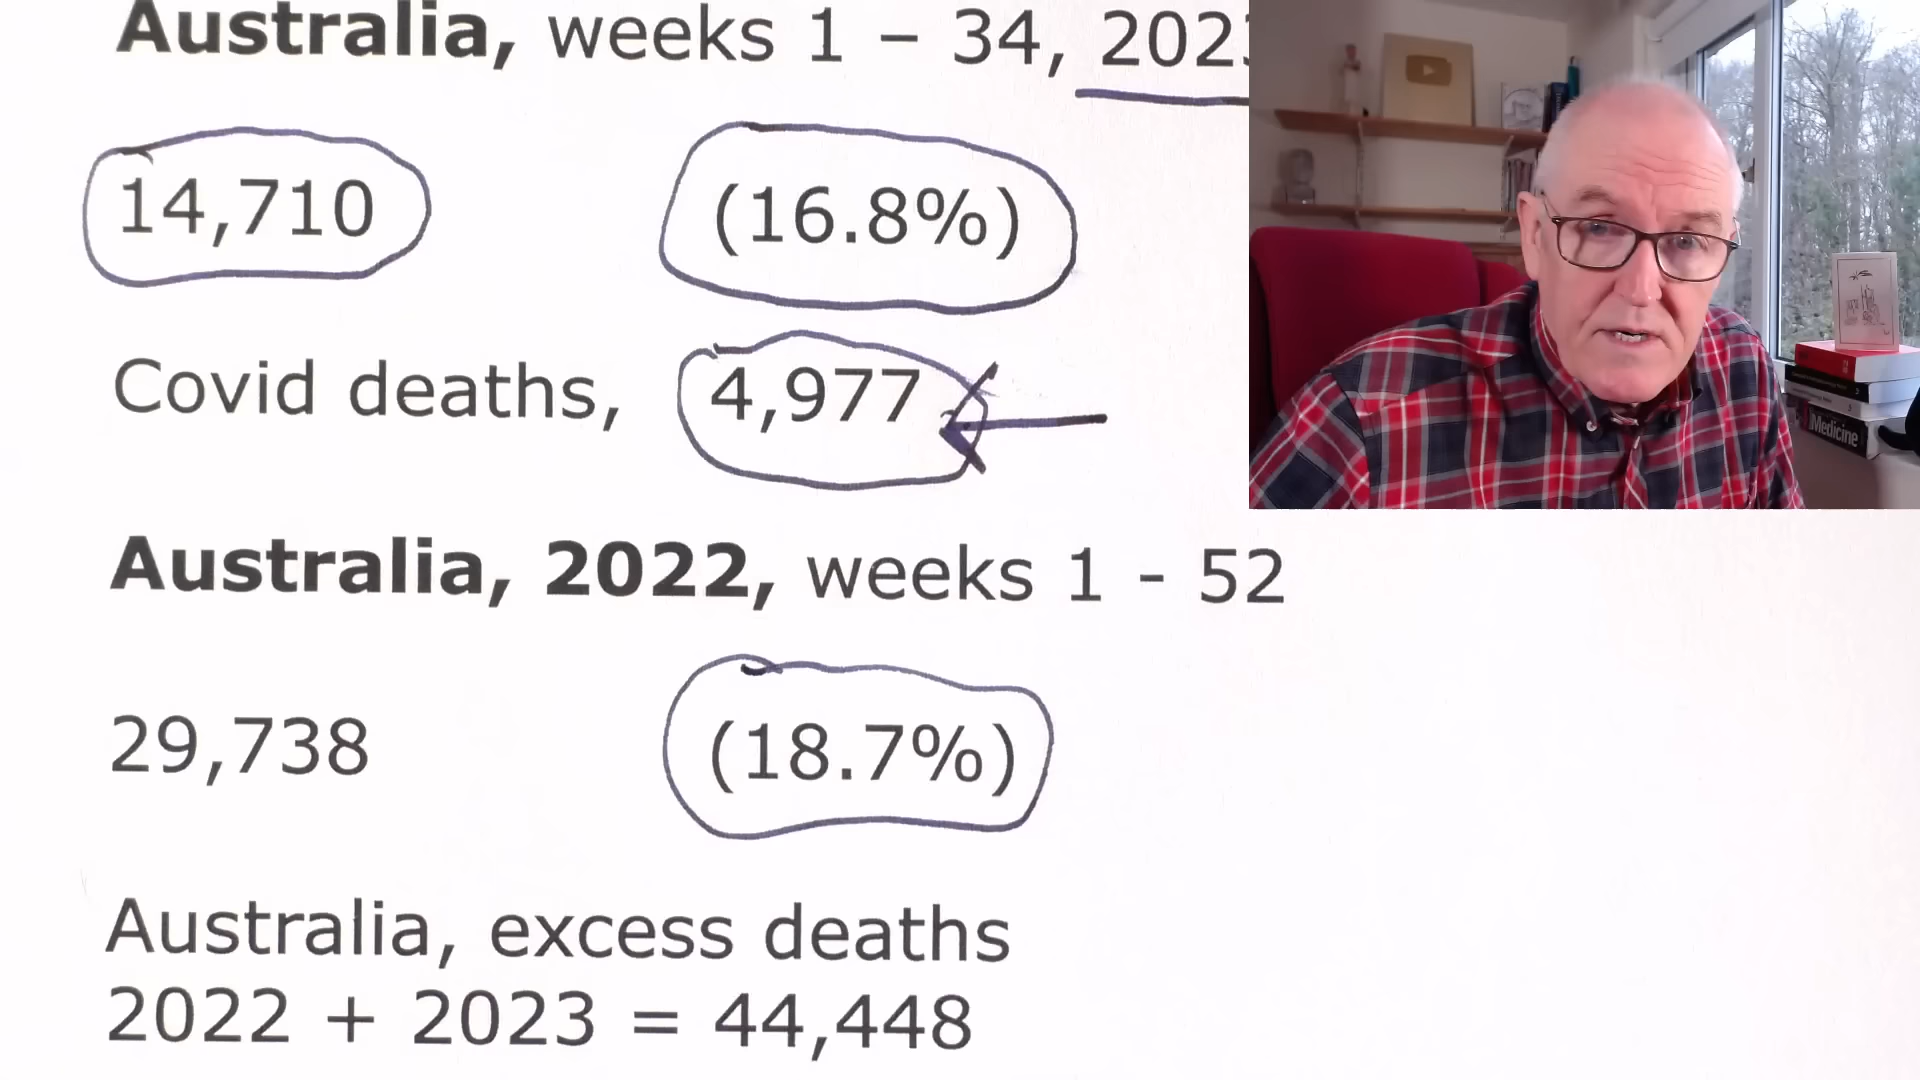 Australia, weeks 1 – 34, 202
14,710 (16.8%)
Covid deaths, 4,977
Australia, 2022, weeks 1 - 52
29,738 (18.7%)
Australia, excess deaths
2022 + 2023 = 44,448
Medicine